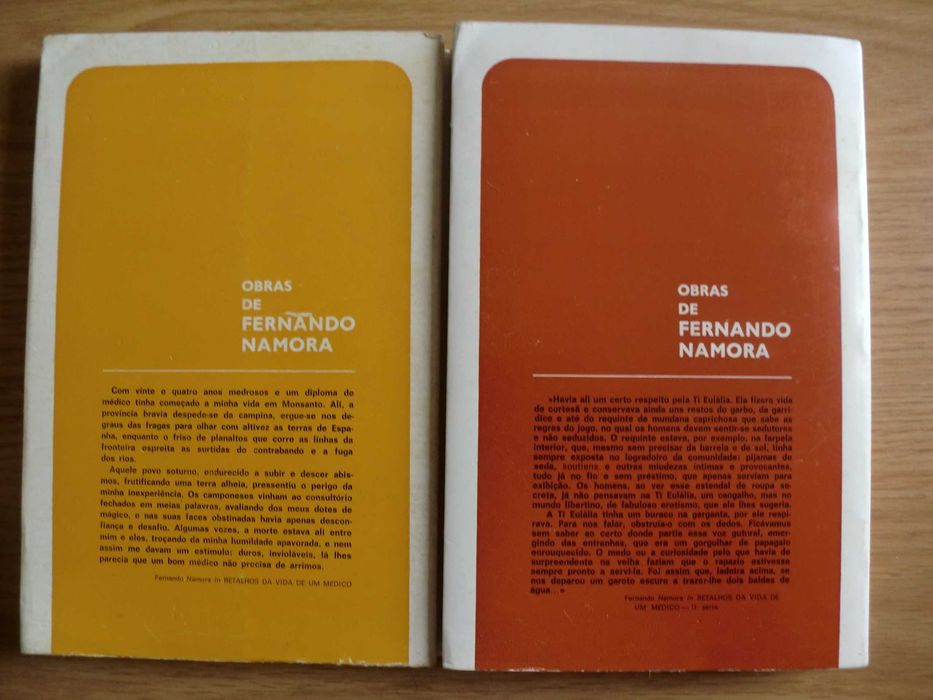 OBRAS
DE
FERNANDO
NAMORA
Com vinte e quatro anos medrosos e um diploma de
médico tinha começado a minha vida em Monsanto. Ali, a
província bravia despede-se da campina, ergue-se nos de-
graus das fragas para olhar com altivez as terras de Espa-
nha, enquanto o friso de planaltos que corre as linhas da
fronteira espreita as surtidas do contrabando e a fuga
dos rios.
Aquele povo soturno, endurecido a subir e descer abis-
mos, frutificando uma terra alheia, pressentiu o perigo da
minha inexperiência. Os camponeses vinham ao consultório
fechados em meias palavras, avaliando dos meus dotes de
mágico, e nas suas faces obstinadas havia apenas descon-
fiança e desafio. Algumas vezes, a morte estava ali entre
mim e eles, troçando da minha humildade apavorada, e nem
assim me davam um estímulo: duros, invioláveis, lá lhes
parecia que um bom médico não precisa de arrimos.
Fernando Namora in RETALHOS DA VIDA DE UM MÉDICO
OBRAS
DE
FERNANDO
NAMORA
«Havia ali um certo respeito pela Ti Eulália. Ela fizera vida
de cortesã e conservava ainda uns restos do garbo, da garri-
dice e até do requinte da mundana caprichosa que sabe as
regras do jogo, no qual os homens devem sentir-se sedutores
e não seduzidos. O requinte estava, por exemplo, na farpela
interior, que, mesmo sem precisar da barrela e do sol, tinha
sempre exposto no logradoiro da comunidade: pijamas de
seda, soutiens e outras miudezas íntimas e provocantes,
tudo já no fio e sem préstimo, que apenas serviam para
exibição. Os homens, ao ver esse estendal de roupa se-
creta, já não pensavam na Ti Eulália, um cangalho, mas no
mundo libertino, de fabuloso erotismo, que ele lhes sugeria.
A Ti Eulália tinha um buraco na garganta, por ele respi-
rava. Para nos falar, obstruía-o com os dedos. Ficávamos
sem saber ao certo donde partia essa voz gutural, emer-
gindo das entranhas, que era um gorgulhar de papagaio
enrouquecido. O medo ou a curiosidade pelo que havia de
surpreendente na velha faziam que o rapazio estivesse
sempre pronto a servi-la. Foi assim que, ladeira acima, se
nos deparou um garoto escuro a trazer-lhe dois baldes de
água...»
Fernando Namora in RETALHOS DA VIDA DE
UM MÉDICO — II série